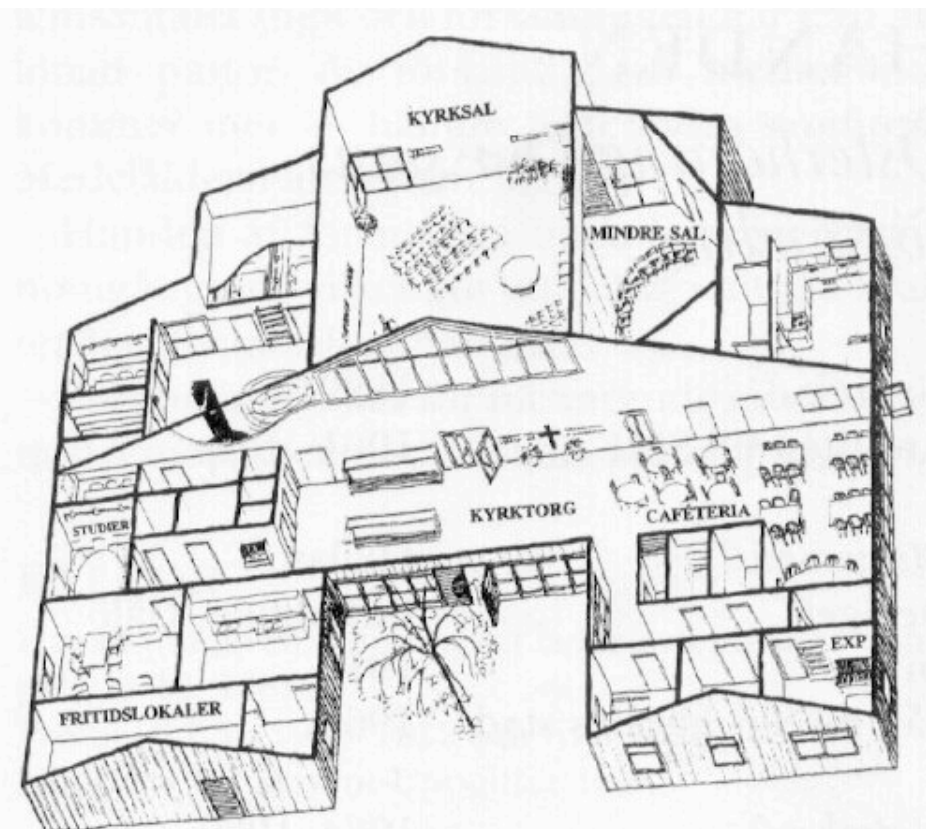 KYRKSAL
MINDRE SAL
KYRKTORG
CAFÉTERIA
STUDIER
EXP
FRITIDSLOKALER